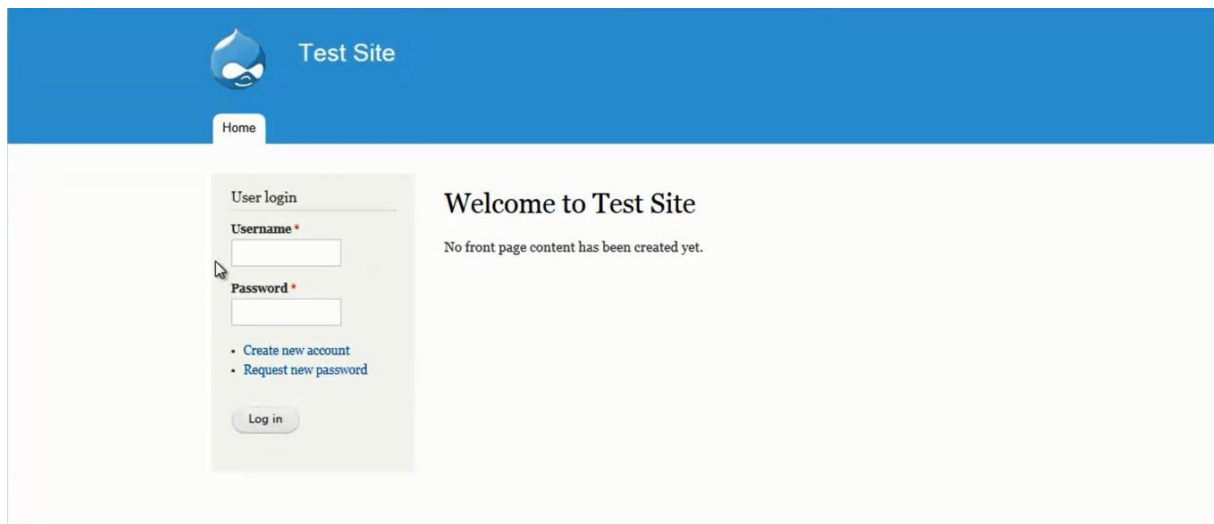 Test Site
Home
User login
Username *
Password *
Create new account
Request new password
Log in
Welcome to Test Site
No front page content has been created yet.